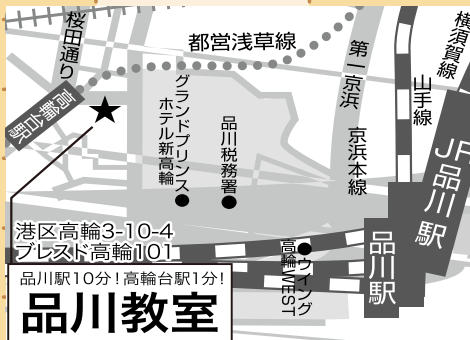 桜田通り
都営浅草線
第一京浜
横須賀線
山手線
高輪台駅
グランドプリンス
ホテル新高輪
品川税務署
京浜本線
JR品川駅
港区高輪3-10-4
ブレスド高輪101
ウイング
高輪WEST
品川駅
品川駅10分！高輪台駅1分！
品川教室